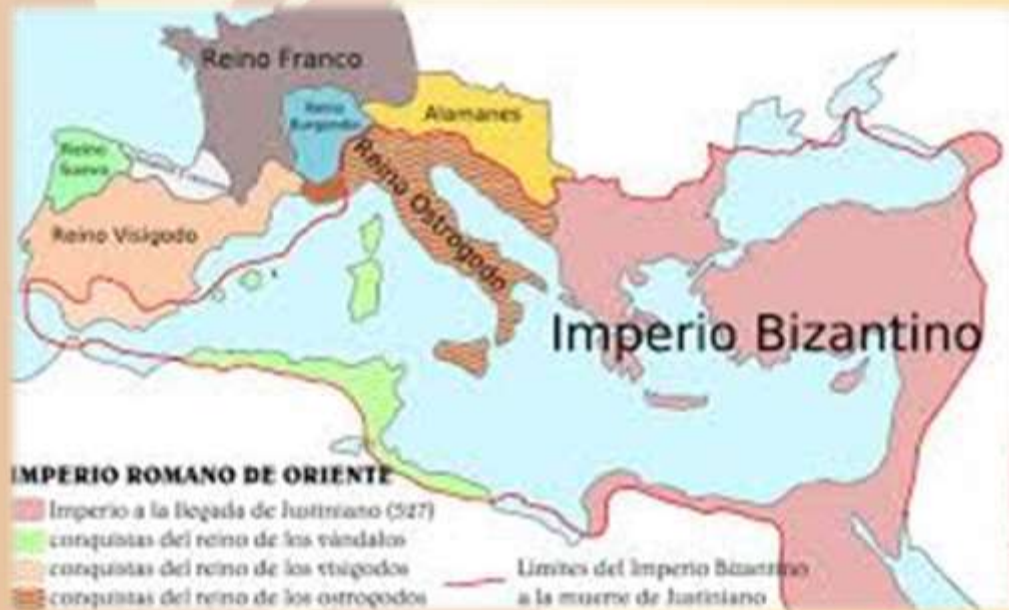 Reino Franco
Reino
Burgundio
Alamanes
Reino
Suevo
Reino Visigodo
Reino Ostrogodo
Imperio Bizantino
IMPERIO ROMANO DE ORIENTE
Imperio a la llegada de Justiniano (527)
conquistas del reino de los vándalos
conquistas del reino de los visigodos
conquistas del reino de los ostrogodos
Límites del Imperio Bizantino
a la muerte de Justiniano